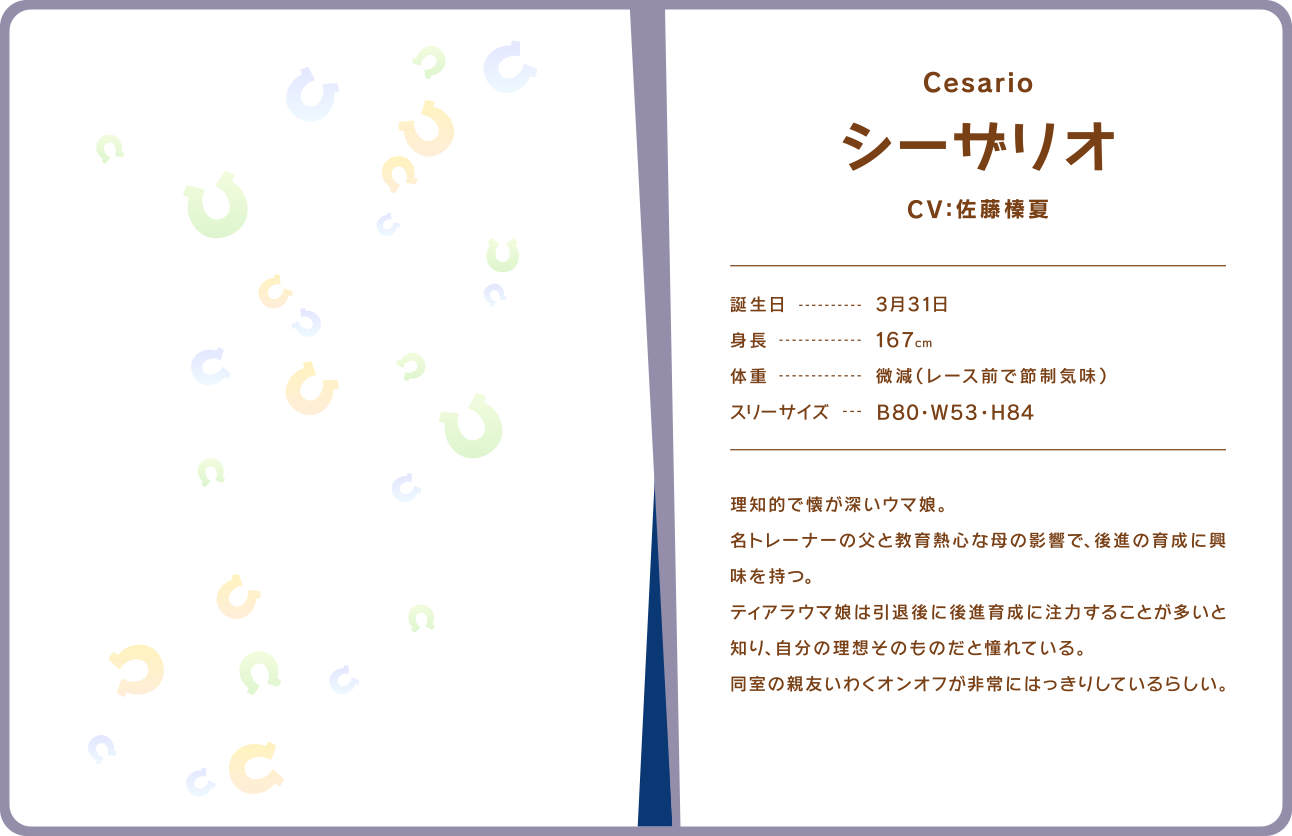 Cesario
シーザリオ
CV:佐藤榛夏
誕生日 ---------- 3月31日
身長 ------------- 167cm
体重 ------------- 微減(レース前で節制気味)
スリーサイズ --- B80・W53・H84
理知的で懐が深いウマ娘。
名トレーナーの父と教育熱心な母の影響で、後進の育成に興
味を持つ。
ティアラウマ娘は引退後に後進育成に注力することが多いと
知り、自分の理想そのものだと憧れている。
同室の親友いわくオンオフが非常にはっきりしているらしい。